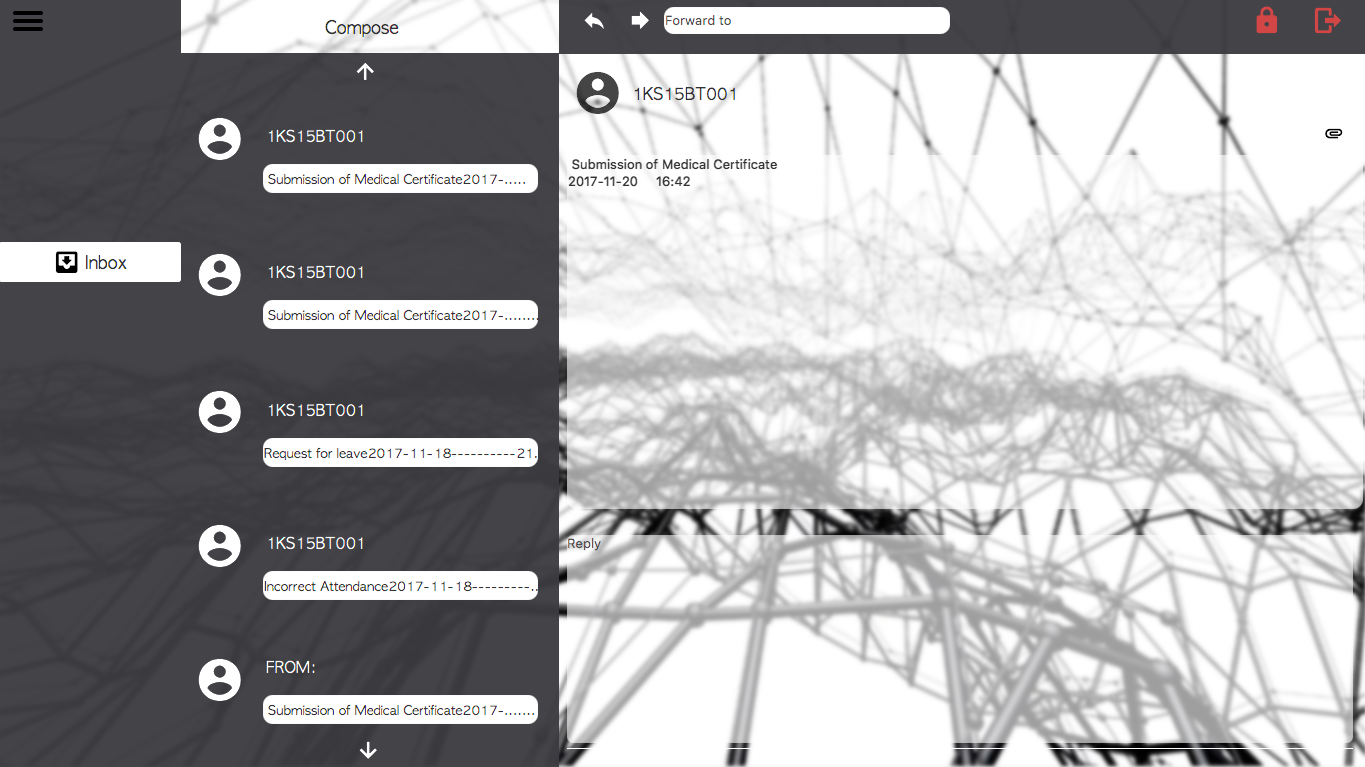 Compose
Forward to
1KS15BT001
Submission of Medical Certificate2017-.....
1KS15BT001
Submission of Medical Certificate2017-........
1KS15BT001
Request for leave2017-11-18----------21.
1KS15BT001
Incorrect Attendance2017-11-18---------..
FROM:
Submission of Medical Certificate2017-.......
Inbox
1KS15BT001
Submission of Medical Certificate
2017-11-20 16:42
Reply